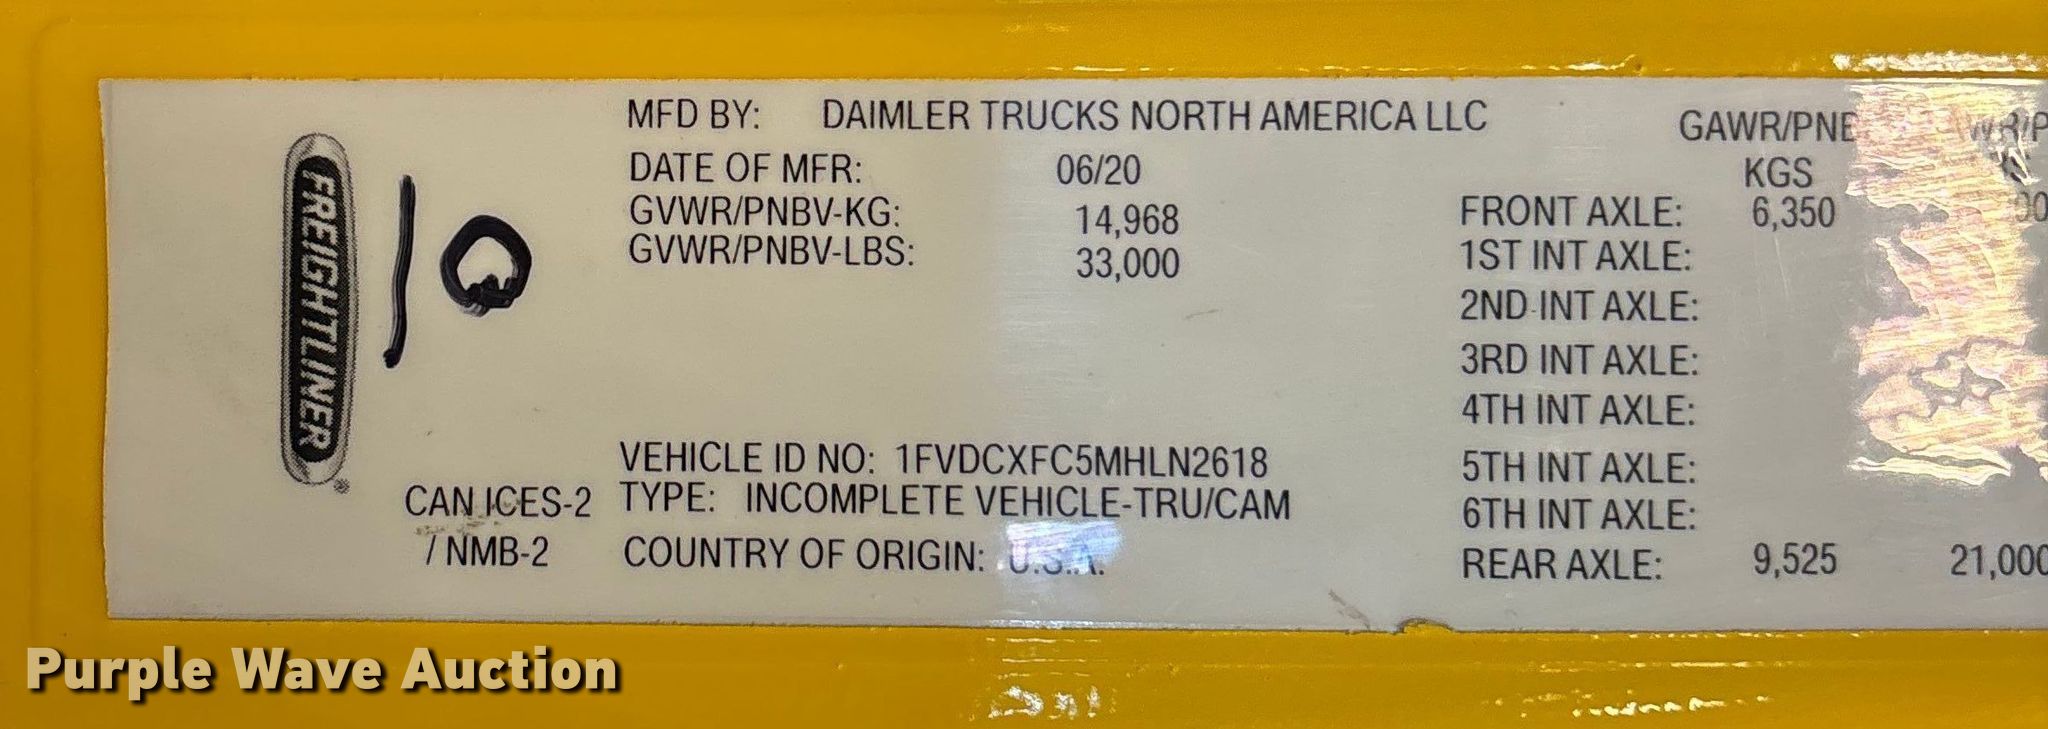 FREIGHTLINER
10
MFD BY: DAIMLER TRUCKS NORTH AMERICA LLC
DATE OF MFR: 06/20
GVWR/PNBV-KG: 14,968
GVWR/PNBV-LBS: 33,000
VEHICLE ID NO: 1FVDCXFC5MHLN2618
CAN ICES-2 TYPE: INCOMPLETE VEHICLE-TRU/CAM
/ NMB-2 COUNTRY OF ORIGIN: U.S.A.
GAWR/PNB
KGS
FRONT AXLE: 6,350
1ST INT AXLE:
2ND INT AXLE:
3RD INT AXLE:
4TH INT AXLE:
5TH INT AXLE:
6TH INT AXLE:
REAR AXLE: 9,525 21,000
Purple Wave Auction